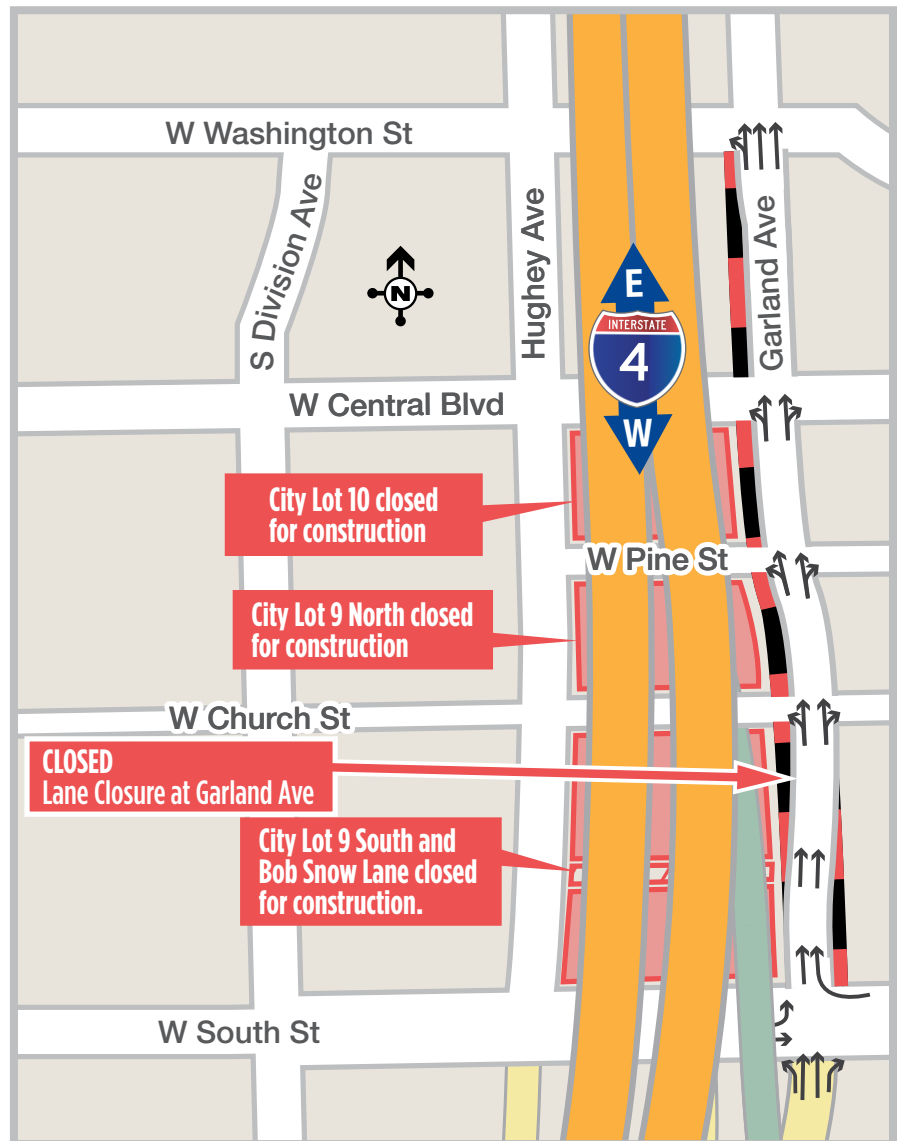 W Washington St
S Division Ave
Hughey Ave
Garland Ave
N
E
INTERSTATE
4
W
W Central Blvd
City Lot 10 closed
for construction
W Pine St
City Lot 9 North closed
for construction
W Church St
CLOSED
Lane Closure at Garland Ave
City Lot 9 South and
Bob Snow Lane closed
for construction.
W South St